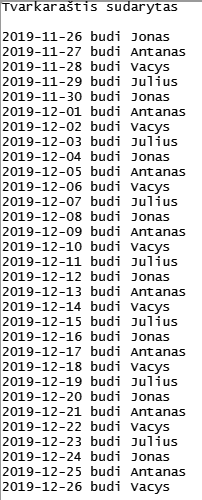 Tvarkaraštis sudarytas
2019-11-26 budi Jonas
2019-11-27 budi Antanas
2019-11-28 budi Vacys
2019-11-29 budi Julius
2019-11-30 budi Jonas
2019-12-01 budi Antanas
2019-12-02 budi Vacys
2019-12-03 budi Julius
2019-12-04 budi Jonas
2019-12-05 budi Antanas
2019-12-06 budi Vacys
2019-12-07 budi Julius
2019-12-08 budi Jonas
2019-12-09 budi Antanas
2019-12-10 budi Vacys
2019-12-11 budi Julius
2019-12-12 budi Jonas
2019-12-13 budi Antanas
2019-12-14 budi Vacys
2019-12-15 budi Julius
2019-12-16 budi Jonas
2019-12-17 budi Antanas
2019-12-18 budi Vacys
2019-12-19 budi Julius
2019-12-20 budi Jonas
2019-12-21 budi Antanas
2019-12-22 budi Vacys
2019-12-23 budi Julius
2019-12-24 budi Jonas
2019-12-25 budi Antanas
2019-12-26 budi Vacys